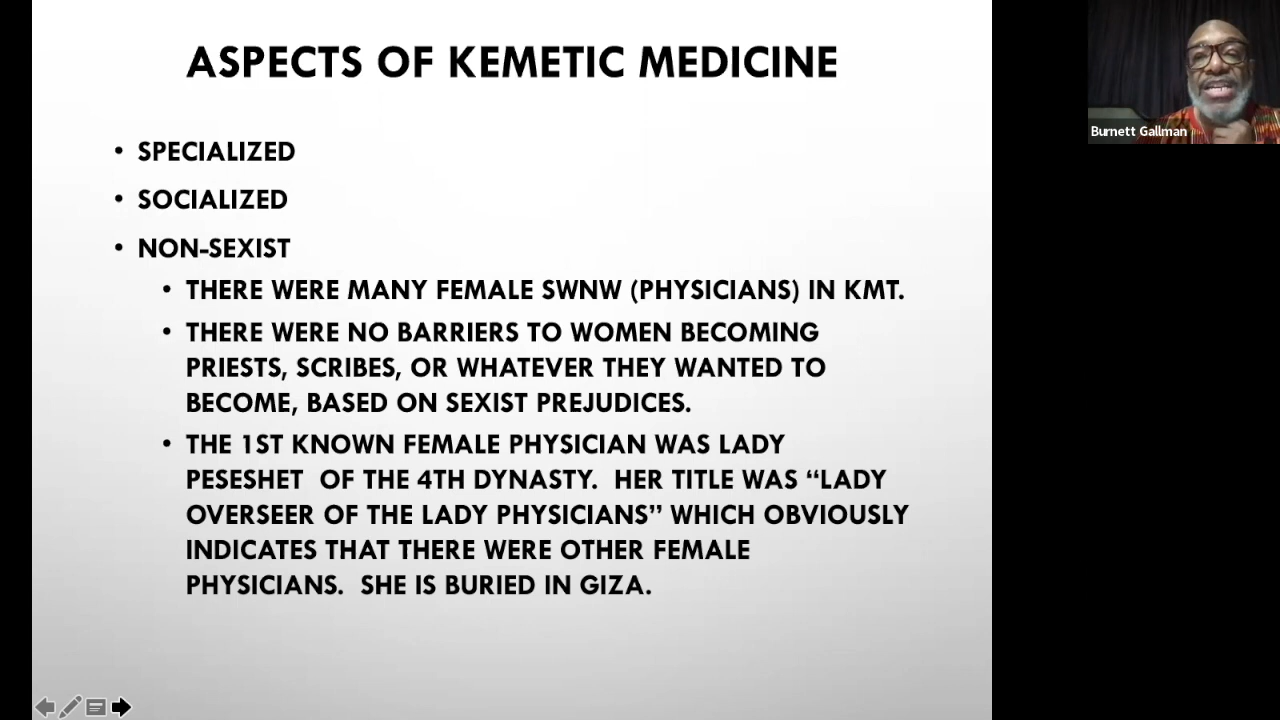 ASPECTS OF KEMETIC MEDICINE
• SPECIALIZED
• SOCIALIZED
• NON-SEXIST
• THERE WERE MANY FEMALE SWNW (PHYSICIANS) IN KMT.
• THERE WERE NO BARRIERS TO WOMEN BECOMING
PRIESTS, SCRIBES, OR WHATEVER THEY WANTED TO
BECOME, BASED ON SEXIST PREJUDICES.
• THE 1ST KNOWN FEMALE PHYSICIAN WAS LADY
PESESHET  OF THE 4TH DYNASTY.  HER TITLE WAS “LADY
OVERSEER OF THE LADY PHYSICIANS” WHICH OBVIOUSLY
INDICATES THAT THERE WERE OTHER FEMALE
PHYSICIANS.  SHE IS BURIED IN GIZA.
Burnett Gallman